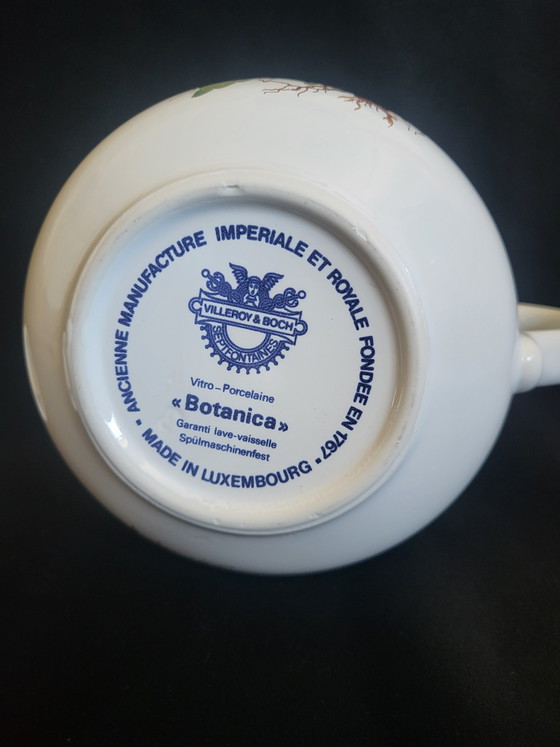 ANCIENNE MANUFACTURE IMPERIALE ET ROYALE FONDEE EN 1767
VILLEROY & BOCH
SEPTFONTAINES
Vitro-Porcelaine
«Botanica»
Garanti lave-vaisselle
Spülmaschinenfest
• MADE IN LUXEMBOURG •